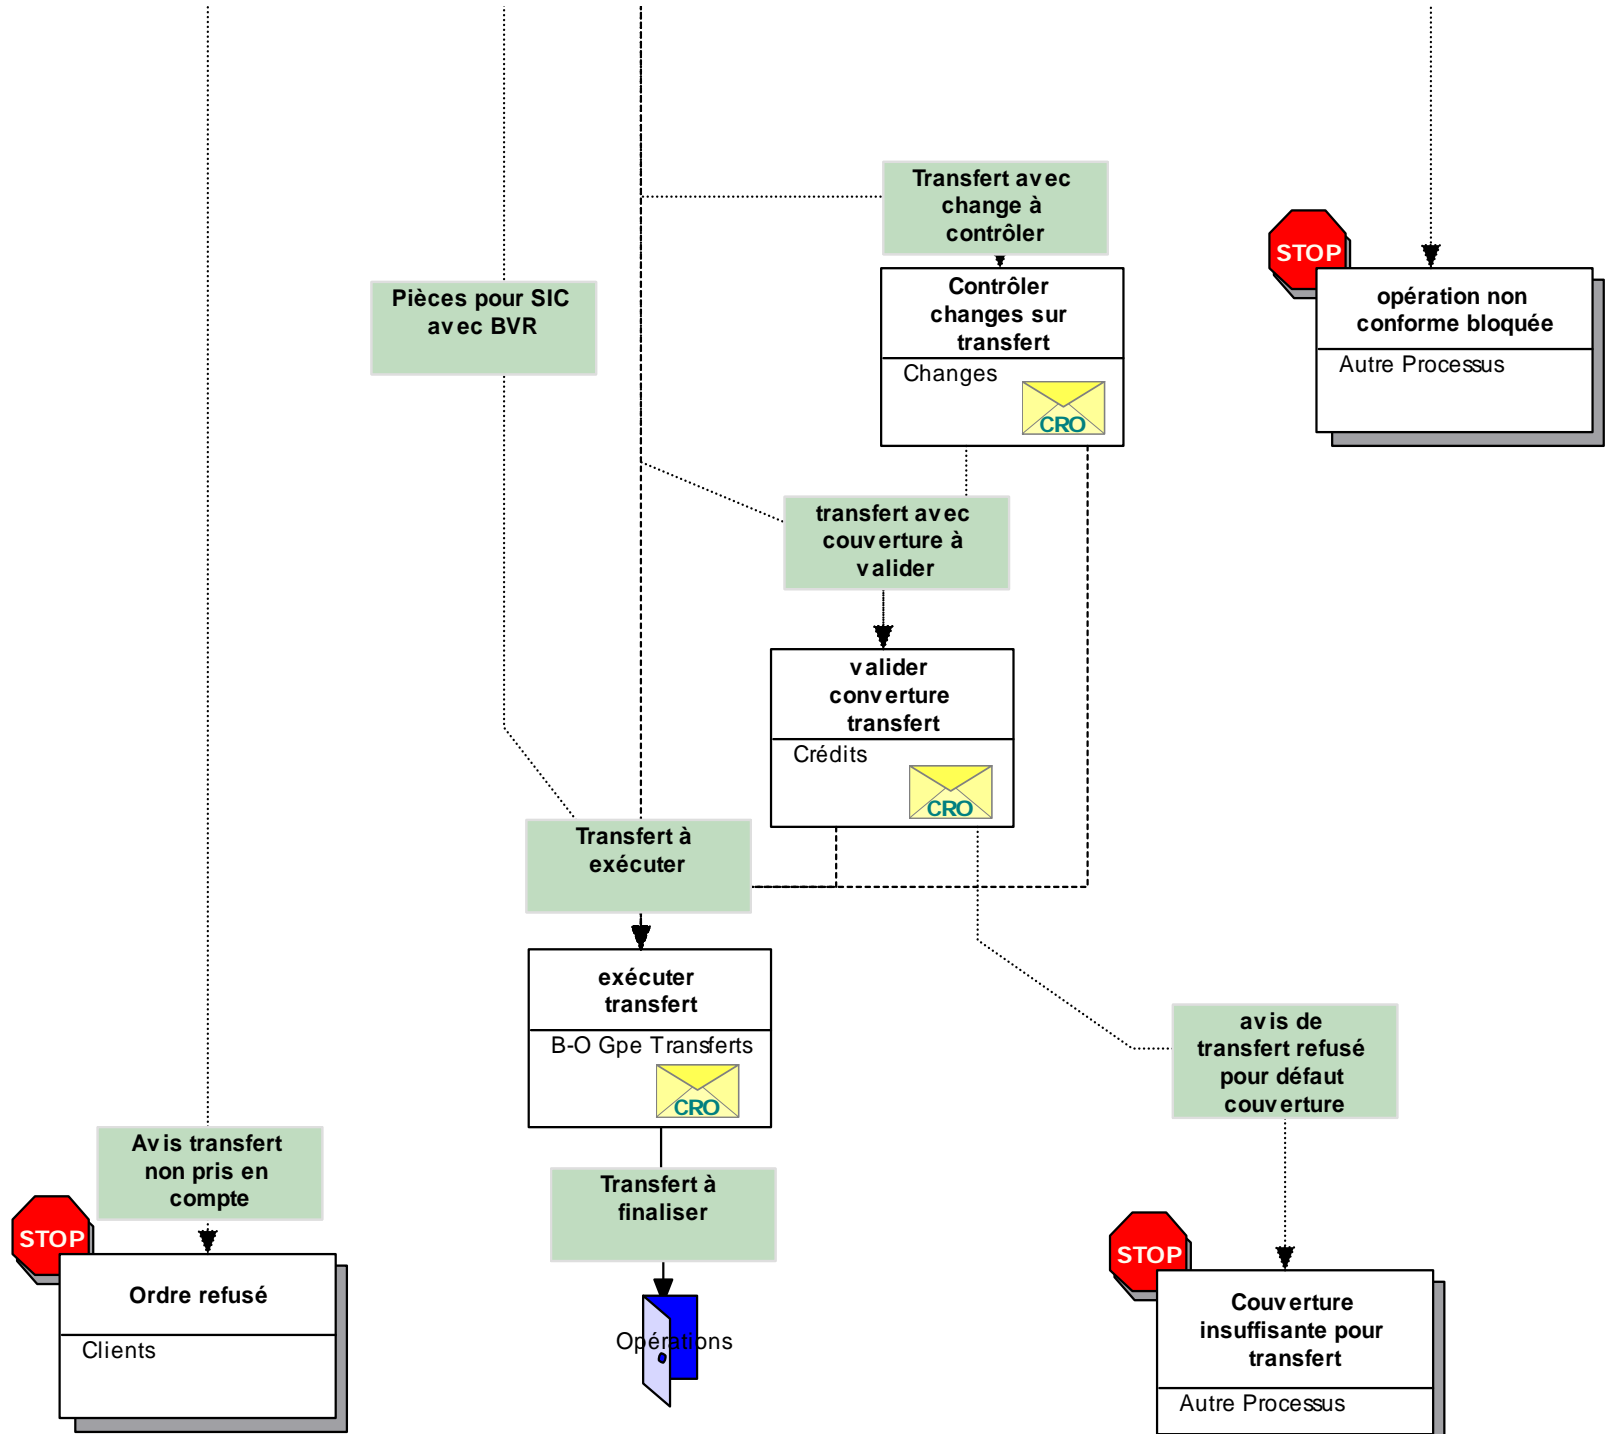 Transfert avec
change à
contrôler
STOP
Contrôler
changes sur
transfert
Changes
CRO
Pièces pour SIC
avec BVR
opération non
conforme bloquée
Autre Processus
transfert avec
couverture à
valider
valider
converture
transfert
Crédits
CRO
Transfert à
exécuter
exécuter
transfert
B-O Gpe Transferts
CRO
avis de
transfert refusé
pour défaut
couverture
Avis transfert
non pris en
compte
Transfert à
finaliser
STOP
Ordre refusé
Clients
Opérations
STOP
Couverture
insuffisante pour
transfert
Autre Processus